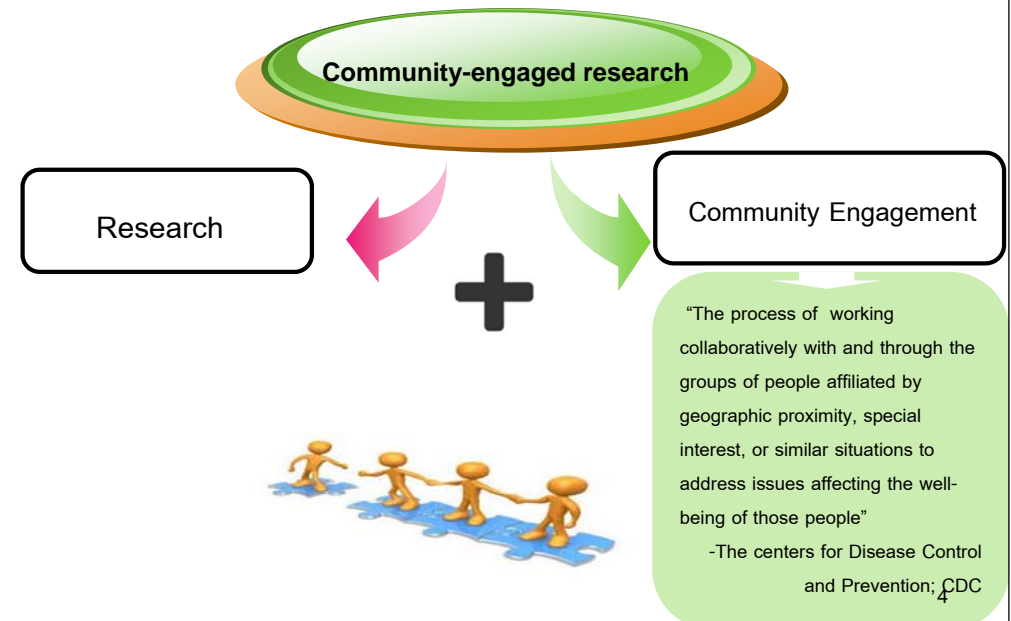 Community-engaged research
Research
Community Engagement
“The process of  working
collaboratively with and through the
groups of people affiliated by
geographic proximity, special
interest, or similar situations to
address issues affecting the well-
being of those people”
-The centers for Disease Control
and Prevention; CDC
4